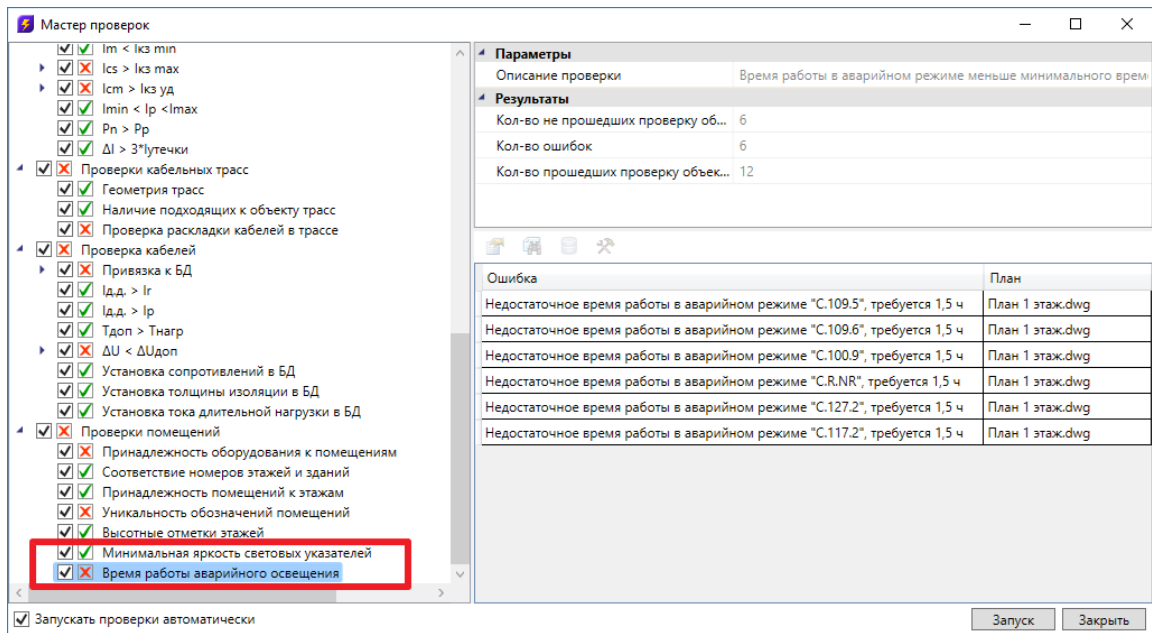 Мастер проверок
Im < Iкз min
Ics > Iкз max
Icm > Iкз уд
Imin < Ip <Imax
Pn > Pp
ΔI > 3*Iутечки
Проверки кабельных трасс
Геометрия трасс
Наличие подходящих к объекту трасс
Проверка раскладки кабелей в трассе
Проверка кабелей
Привязка к БД
Iд.д. > Ir
Iд.д. > Ip
Tдоп > Tнагр
ΔU < ΔUдоп
Установка сопротивлений в БД
Установка толщины изоляции в БД
Установка тока длительной нагрузки в БД
Проверки помещений
Принадлежность оборудования к помещениям
Соответствие номеров этажей и зданий
Принадлежность помещений к этажам
Уникальность обозначений помещений
Высотные отметки этажей
Минимальная яркость световых указателей
Время работы аварийного освещения
Параметры
Описание проверки Время работы в аварийном режиме меньше минимального врем
Результаты
Кол-во не прошедших проверку об... 6
Кол-во ошибок 6
Кол-во прошедших проверку объек... 12
Ошибка План
Недостаточное время работы в аварийном режиме "C.109.5", требуется 1,5 ч План 1 этаж.dwg
Недостаточное время работы в аварийном режиме "C.109.6", требуется 1,5 ч План 1 этаж.dwg
Недостаточное время работы в аварийном режиме "C.100.9", требуется 1,5 ч План 1 этаж.dwg
Недостаточное время работы в аварийном режиме "C.R.NR", требуется 1,5 ч План 1 этаж.dwg
Недостаточное время работы в аварийном режиме "C.127.2", требуется 1,5 ч План 1 этаж.dwg
Недостаточное время работы в аварийном режиме "C.117.2", требуется 1,5 ч План 1 этаж.dwg
Запускать проверки автоматически
Запуск Закрыть